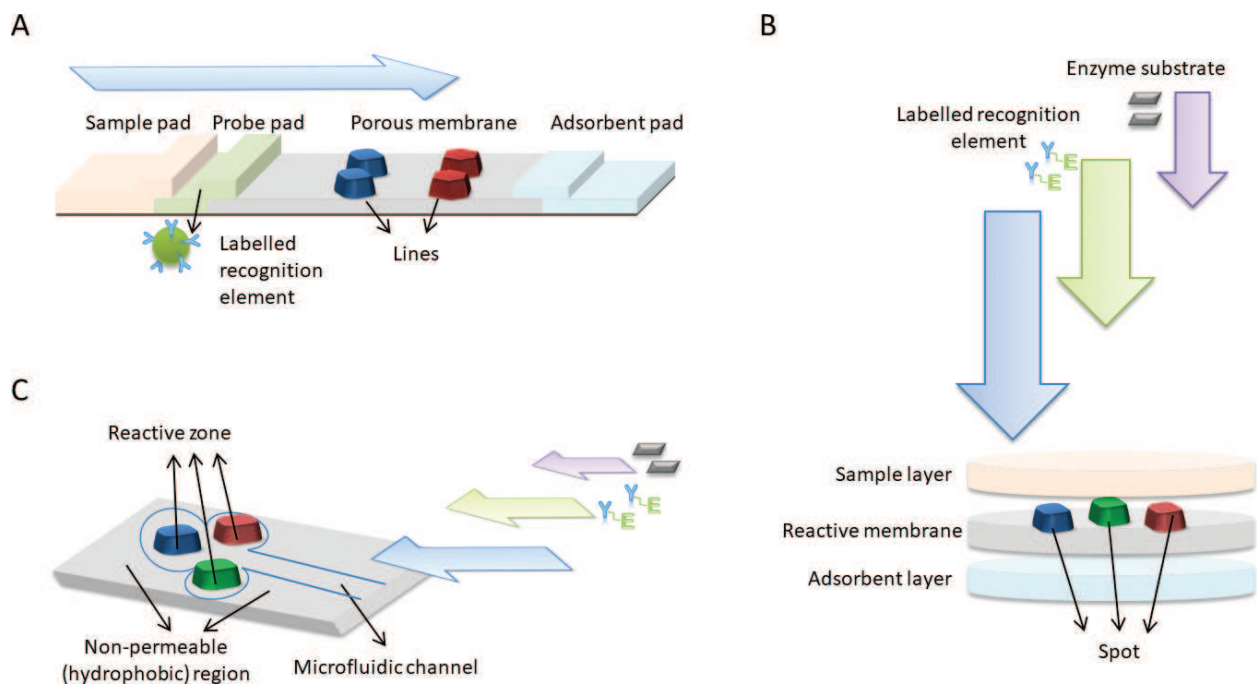 A
Sample pad
Probe pad
Porous membrane
Adsorbent pad
Labelled
recognition
element
Lines
B
Enzyme substrate
Labelled recognition
element
Sample layer
Reactive membrane
Adsorbent layer
Spot
C
Reactive zone
Non-permeable
(hydrophobic) region
Microfluidic channel